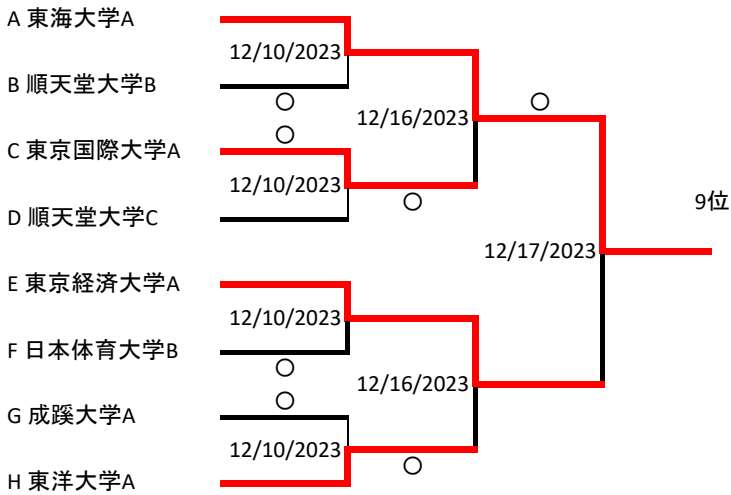 A 東海大学A
12/10/2023
B 順天堂大学B
○
12/16/2023
○
○
C 東京国際大学A
12/10/2023
○
D 順天堂大学C
9位
12/17/2023
E 東京経済大学A
12/10/2023
F 日本体育大学B
○
12/16/2023
○
G 成蹊大学A
12/10/2023
○
H 東洋大学A